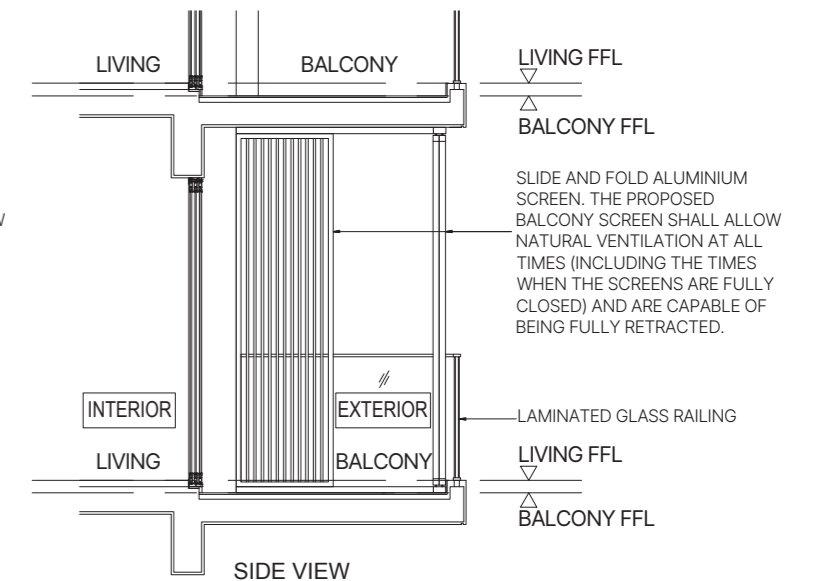 LIVING
BALCONY
LIVING FFL
BALCONY FFL
SLIDE AND FOLD ALUMINIUM
SCREEN. THE PROPOSED
BALCONY SCREEN SHALL ALLOW
NATURAL VENTILATION AT ALL
TIMES (INCLUDING THE TIMES
WHEN THE SCREENS ARE FULLY
CLOSED) AND ARE CAPABLE OF
BEING FULLY RETRACTED.
INTERIOR
EXTERIOR
LAMINATED GLASS RAILING
LIVING
BALCONY
LIVING FFL
BALCONY FFL
SIDE VIEW